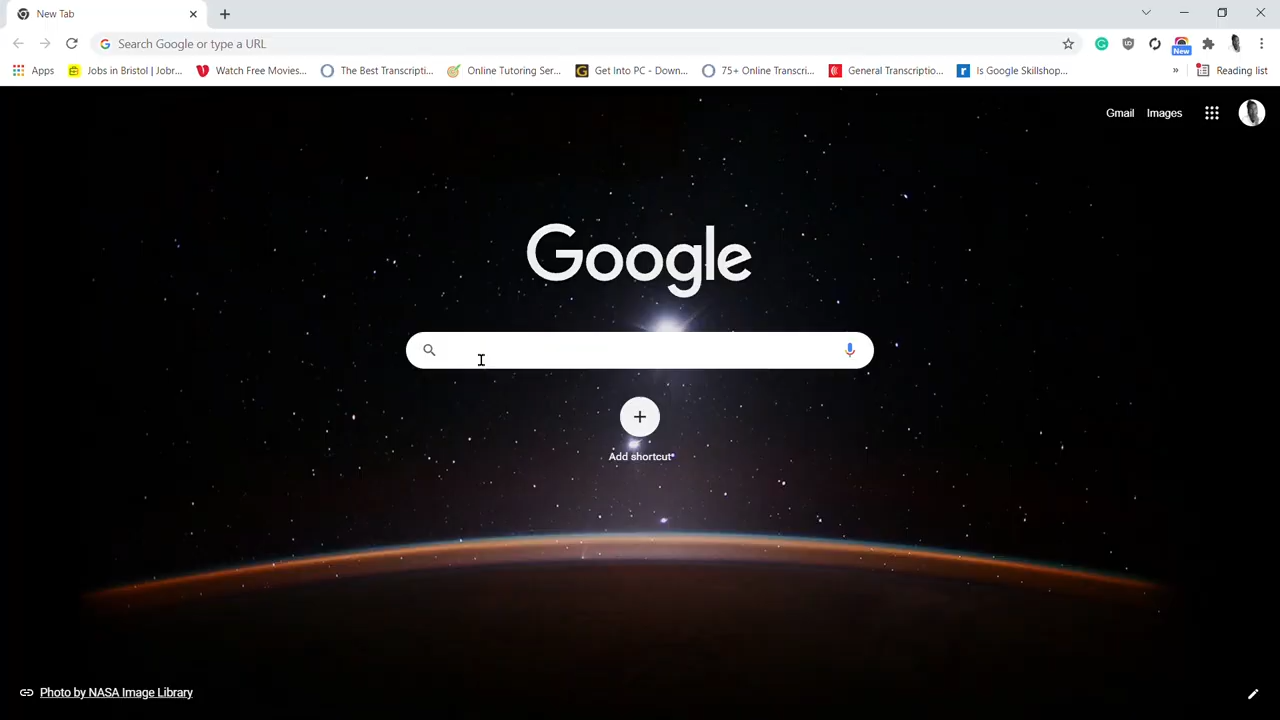 New Tab
Search Google or type a URL
New
Apps
Jobs in Bristol | Jobr...
Watch Free Movies...
The Best Transcripti...
Online Tutoring Ser...
Get Into PC - Down...
75+ Online Transcri...
General Transcriptio...
Is Google Skillshop...
»
Reading list
Gmail
Images
Google
Add shortcut
Photo by NASA Image Library